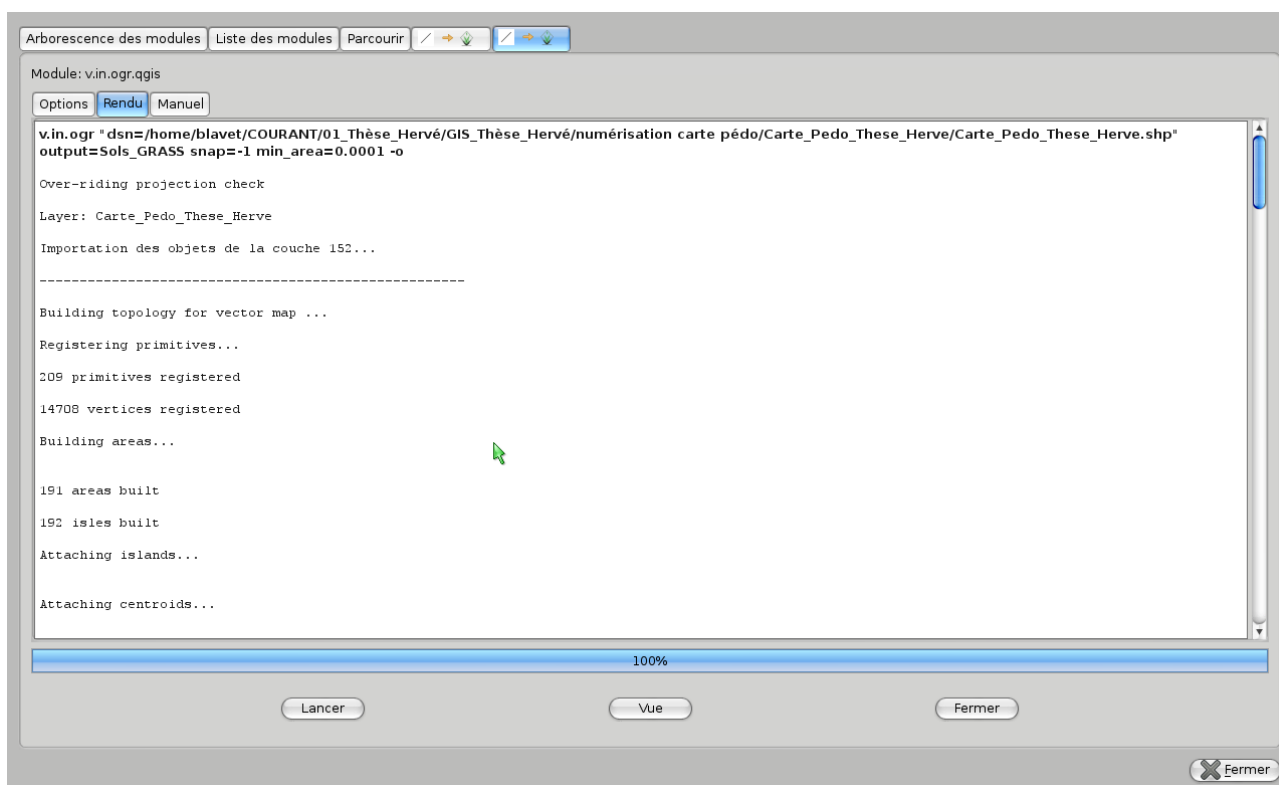 Arborescence des modules Liste des modules Parcourir
Module: v.in.ogr.qgis
Options Rendu Manuel
v.in.ogr "dsn=/home/blavet/COURANT/01_Thèse_Hervé/GIS_Thèse_Hervé/numérisation carte pédo/Carte_Pedo_These_Herve/Carte_Pedo_These_Herve.shp"
output=Sols_GRASS snap=-1 min_area=0.0001 -o
Over-riding projection check
Layer: Carte_Pedo_These_Herve
Importation des objets de la couche 152...
-----------------------------------------------------
Building topology for vector map ...
Registering primitives...
209 primitives registered
14708 vertices registered
Building areas...
191 areas built
192 isles built
Attaching islands...
Attaching centroids...
100%
Lancer Vue Fermer
Fermer